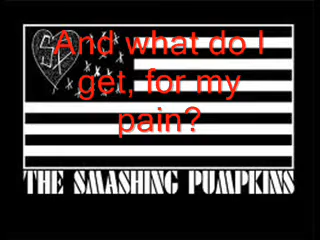 And what do I
get, for my
pain?
THE SMASHING PUMPKINS